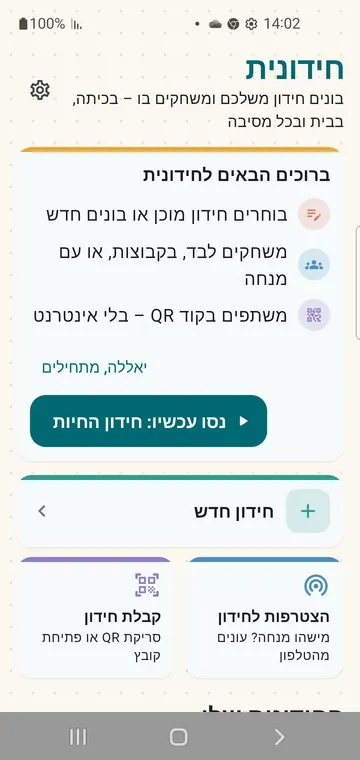 100%
14:02
חידונית
בונים חידון משלכם ומשחקים בו – בכיתה,
בבית ובכל מסיבה
ברוכים הבאים לחידונית
בוחרים חידון מוכן או בונים חדש
משחקים לבד, בקבוצות, או עם
מנחה
משתפים בקוד QR – בלי אינטרנט
יאללה, מתחילים
נסו עכשיו: חידון החיות
חידון חדש
הצטרפות לחידון
מישהו מנחה? עונים
מהטלפון
קבלת חידון
סריקת QR או פתיחת
קובץ